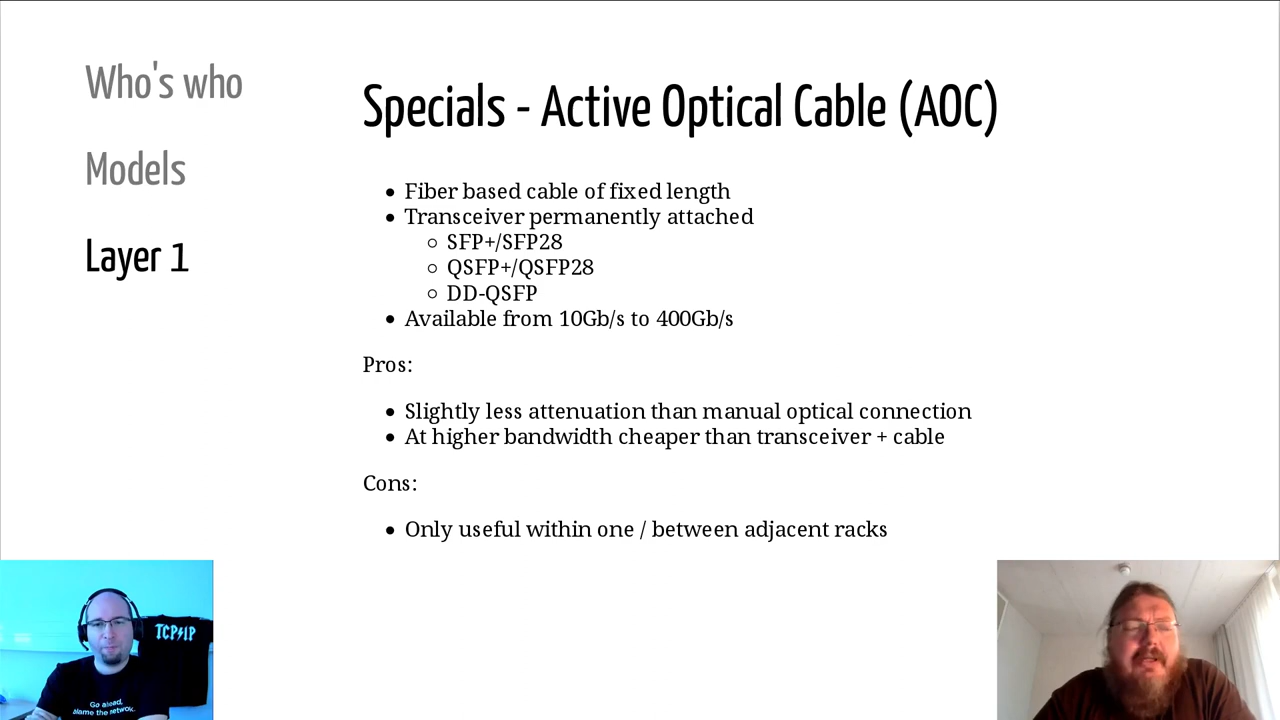 Who's who
Models
Layer 1
Specials - Active Optical Cable (AOC)
• Fiber based cable of fixed length
• Transceiver permanently attached
○ SFP+/SFP28
○ QSFP+/QSFP28
○ DD-QSFP
• Available from 10Gb/s to 400Gb/s
Pros:
• Slightly less attenuation than manual optical connection
• At higher bandwidth cheaper than transceiver + cable
Cons:
• Only useful within one / between adjacent racks
TCP/IP
Go ahead,
blame the network.